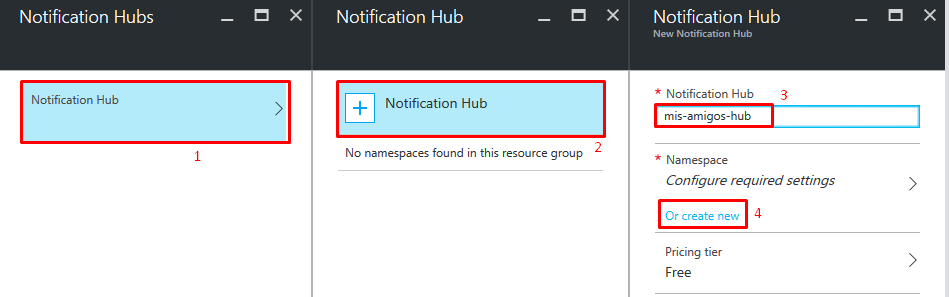 Notification Hubs
Notification Hub
1
Notification Hub
Notification Hub
2
No namespaces found in this resource group
Notification Hub
New Notification Hub
* Notification Hub
3
mis-amigos-hub
* Namespace
Configure required settings
Or create new
4
Pricing tier
Free